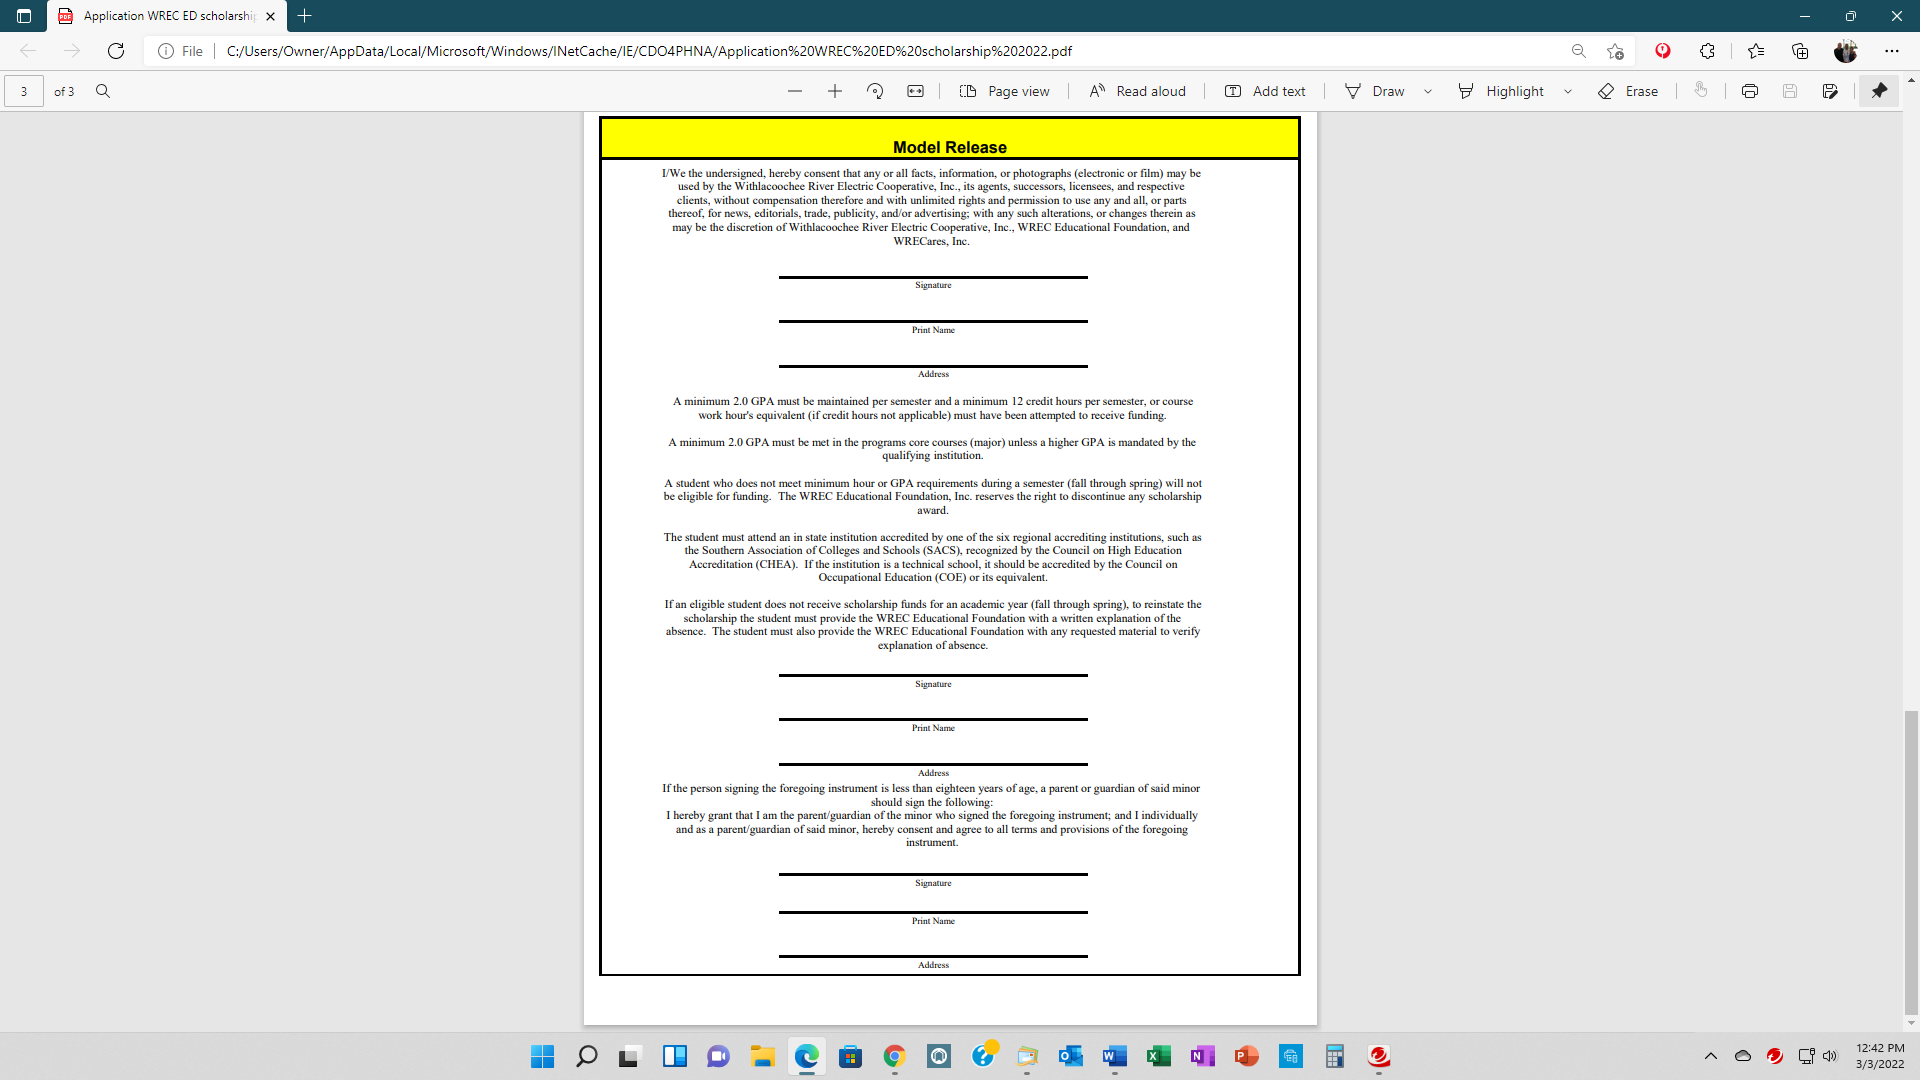 Application WREC ED scholarshi
File
C:/Users/Owner/AppData/Local/Microsoft/Windows/INetCache/IE/CDO4PHNA/Application%20WREC%20ED%20scholarship%202022.pdf
3 of 3
Page view
Read aloud
Add text
Draw
Highlight
Erase
Model Release
I/We the undersigned, hereby consent that any or all facts, information, or photographs (electronic or film) may be
used by the Withlacoochee River Electric Cooperative, Inc., its agents, successors, licensees, and respective
clients, without compensation therefore and with unlimited rights and permission to use any and all, or parts
thereof, for news, editorials, trade, publicity, and/or advertising; with any such alterations, or changes therein as
may be the discretion of Withlacoochee River Electric Cooperative, Inc., WREC Educational Foundation, and
WRECares, Inc.
Signature
Print Name
Address
A minimum 2.0 GPA must be maintained per semester and a minimum 12 credit hours per semester, or course
work hour's equivalent (if credit hours not applicable) must have been attempted to receive funding.
A minimum 2.0 GPA must be met in the programs core courses (major) unless a higher GPA is mandated by the
qualifying institution.
A student who does not meet minimum hour or GPA requirements during a semester (fall through spring) will not
be eligible for funding.  The WREC Educational Foundation, Inc. reserves the right to discontinue any scholarship
award.
The student must attend an in state institution accredited by one of the six regional accrediting institutions, such as
the Southern Association of Colleges and Schools (SACS), recognized by the Council on High Education
Accreditation (CHEA).  If the institution is a technical school, it should be accredited by the Council on
Occupational Education (COE) or its equivalent.
If an eligible student does not receive scholarship funds for an academic year (fall through spring), to reinstate the
scholarship the student must provide the WREC Educational Foundation with a written explanation of the
absence.  The student must also provide the WREC Educational Foundation with any requested material to verify
explanation of absence.
Signature
Print Name
Address
If the person signing the foregoing instrument is less than eighteen years of age, a parent or guardian of said minor
should sign the following:
I hereby grant that I am the parent/guardian of the minor who signed the foregoing instrument; and I individually
and as a parent/guardian of said minor, hereby consent and agree to all terms and provisions of the foregoing
instrument.
Signature
Print Name
Address
12:42 PM
3/3/2022